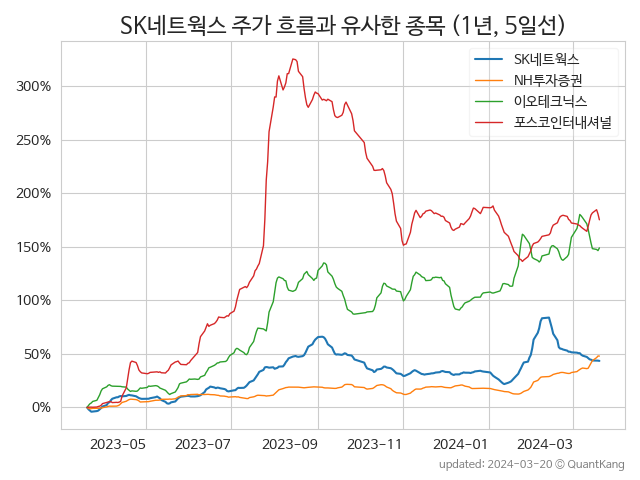 SK네트웍스 주가 흐름과 유사한 종목 (1년, 5일선)
SK네트웍스
NH투자증권
이오테크닉스
포스코인터내셔널
300%
250%
200%
150%
100%
50%
0%
2023-05
2023-07
2023-09
2023-11
2024-01
2024-03
updated: 2024-03-20 © QuantKang